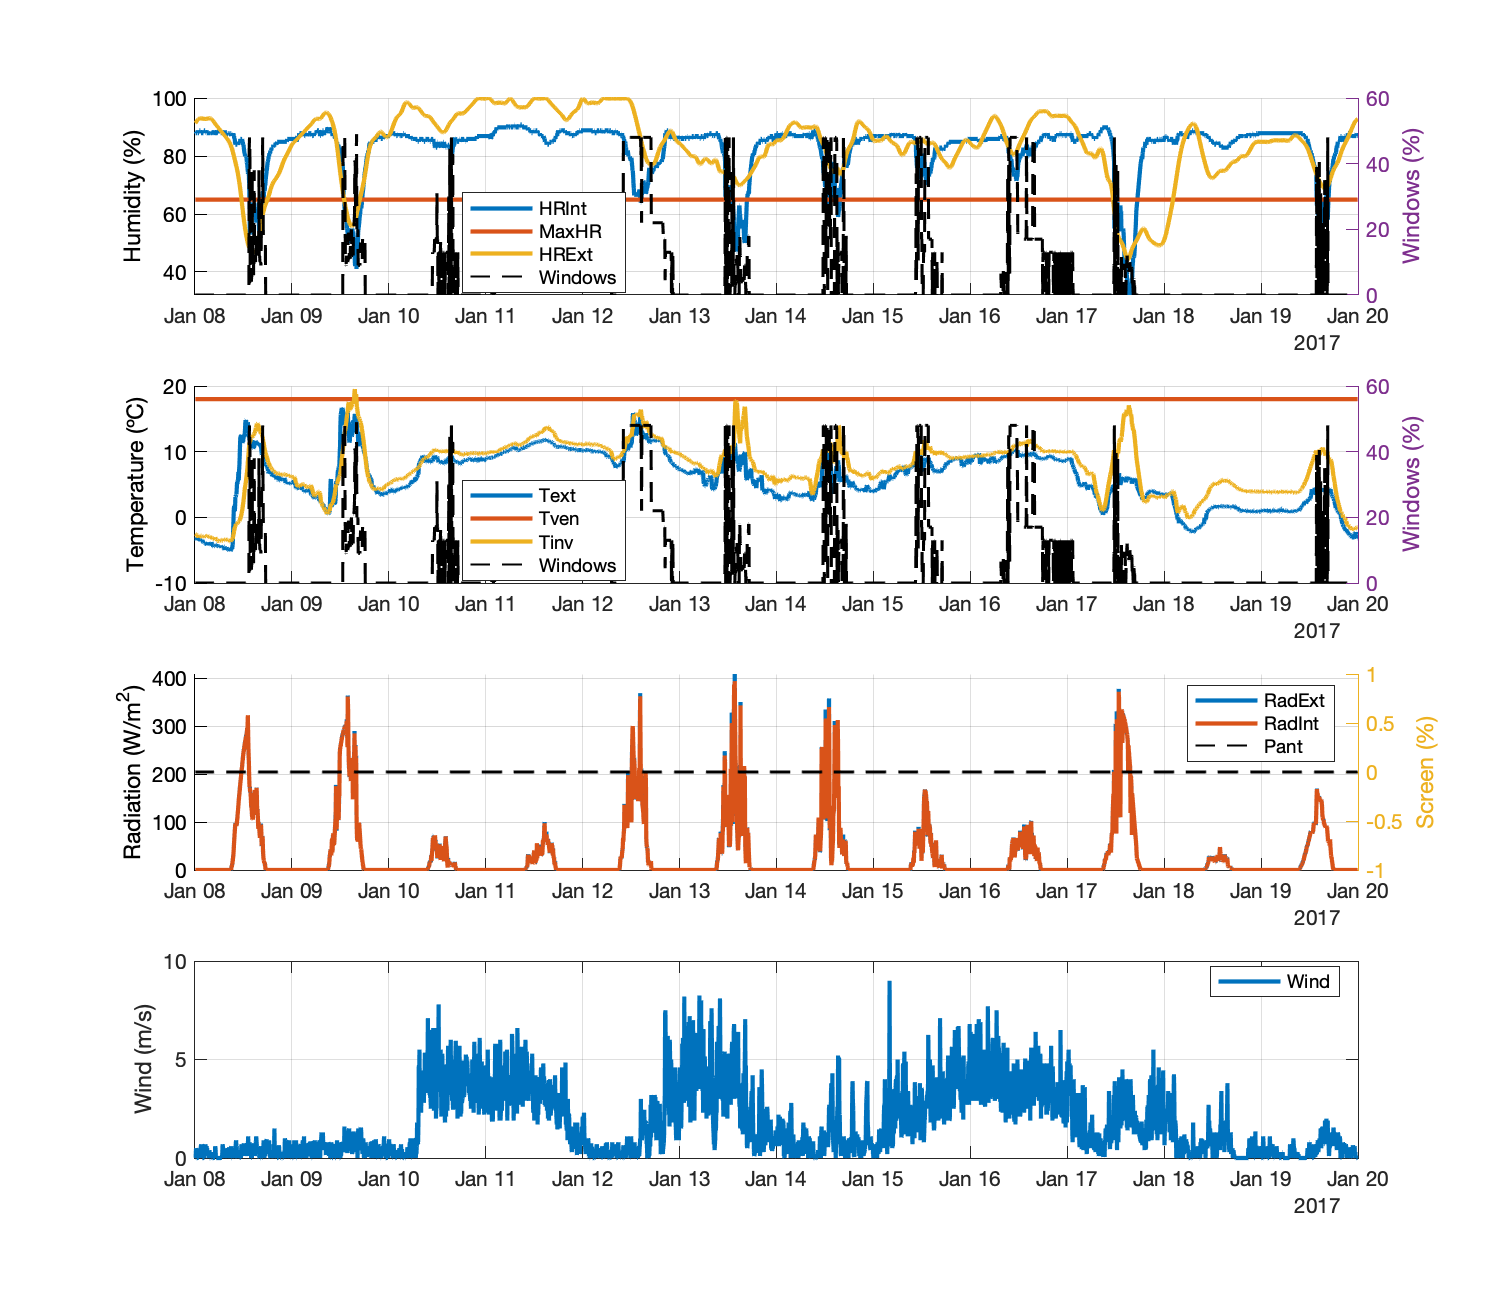 100
80
60
40
Humidity (%)
60
40
20
0
Windows (%)
HRInt
MaxHR
HRExt
Windows
Jan 08 Jan 09 Jan 10 Jan 11 Jan 12 Jan 13 Jan 14 Jan 15 Jan 16 Jan 17 Jan 18 Jan 19 Jan 20
2017
20
10
0
-10
Temperature (ºC)
60
40
20
0
Windows (%)
Text
Tven
Tinv
Windows
Jan 08 Jan 09 Jan 10 Jan 11 Jan 12 Jan 13 Jan 14 Jan 15 Jan 16 Jan 17 Jan 18 Jan 19 Jan 20
2017
400
300
200
100
0
Radiation (W/m²)
1
0.5
0
-0.5
-1
Screen (%)
RadExt
RadInt
Pant
Jan 08 Jan 09 Jan 10 Jan 11 Jan 12 Jan 13 Jan 14 Jan 15 Jan 16 Jan 17 Jan 18 Jan 19 Jan 20
2017
10
5
0
Wind (m/s)
Wind
Jan 08 Jan 09 Jan 10 Jan 11 Jan 12 Jan 13 Jan 14 Jan 15 Jan 16 Jan 17 Jan 18 Jan 19 Jan 20
2017